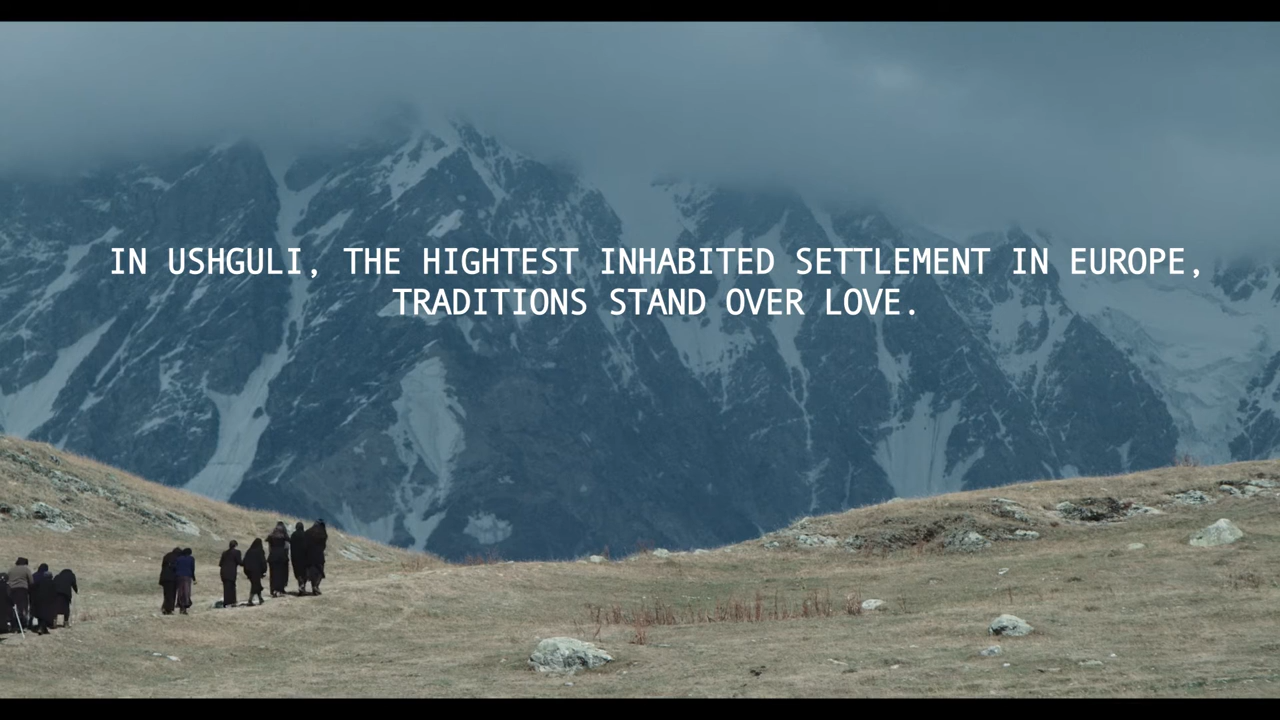 IN USHGULI, THE HIGHTEST INHABITED SETTLEMENT IN EUROPE,
TRADITIONS STAND OVER LOVE.